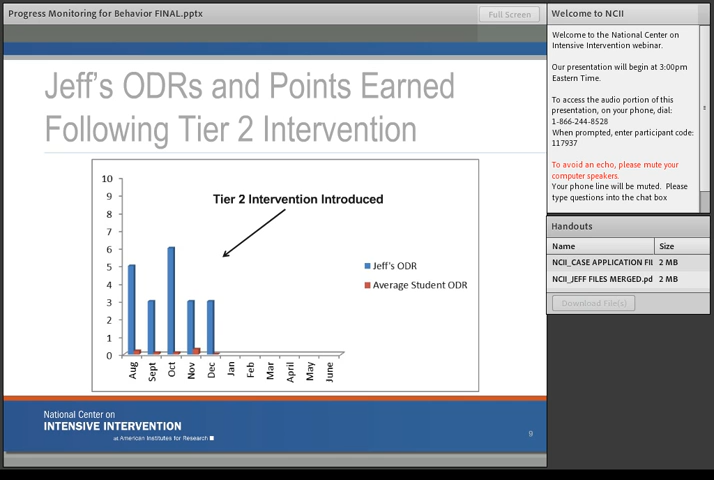 Progress Monitoring for Behavior FINAL.pptx
Full Screen
Jeff's ODRs and Points Earned
Following Tier 2 Intervention
10
9
8
7
6
5
4
3
2
1
0
Tier 2 Intervention Introduced
Jeff's ODR
Average Student ODR
Aug
Sept
Oct
Nov
Dec
Jan
Feb
Mar
April
May
June
National Center on
INTENSIVE INTERVENTION
at American Institutes for Research
9
Welcome to NCII
Welcome to the National Center on
Intensive Intervention webinar.
Our presentation will begin at 3:00pm
Eastern Time.
To access the audio portion of this
presentation, on your phone, dial:
1-866-244-8528
When prompted, enter participant code:
117937
To avoid an echo, please mute your
computer speakers.
Your phone line will be muted. Please
type questions into the chat box
Handouts
Name Size
NCII_CASE APPLICATION FIL 2 MB
NCII_JEFF FILES MERGED.pd 2 MB
Download File(s)